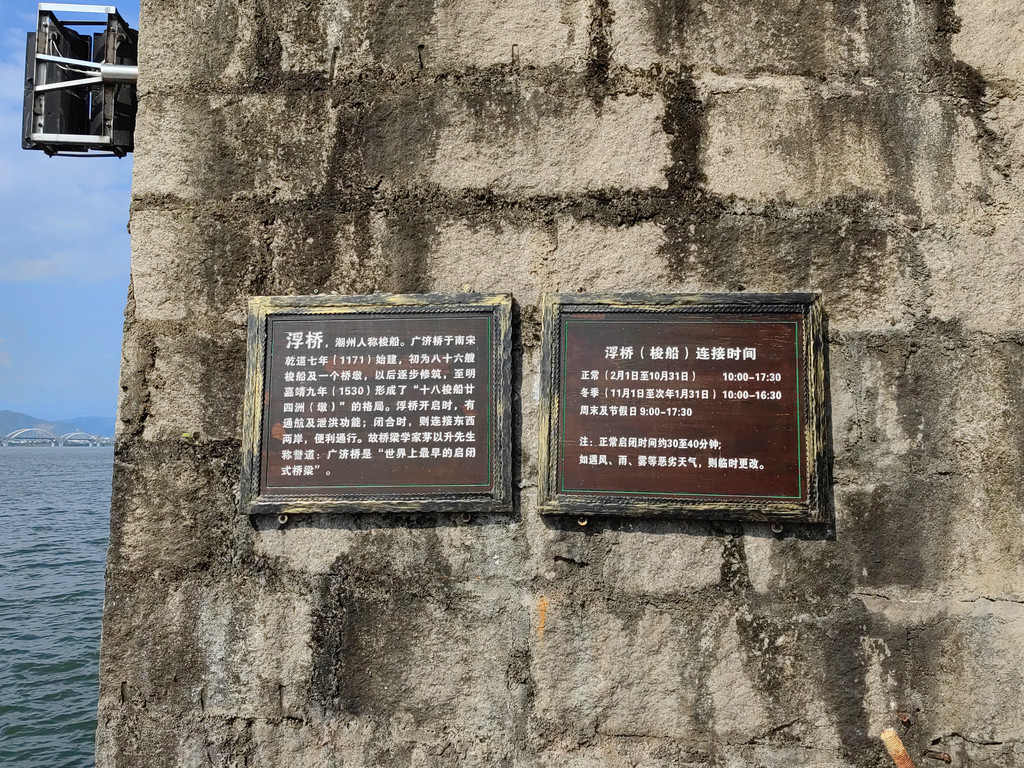 浮桥，潮州人称梭船。广济桥于南宋
乾道七年（1171）始建，初为八十六艘
梭船及一个桥墩，以后逐步修筑，至明
嘉靖九年（1530）形成了“十八梭船廿
四洲（墩）”的格局。浮桥开启时，有
通航及泄洪功能；闭合时，则连接东西
两岸，便利通行。故桥梁学家茅以升先生
称誉道：广济桥是“世界上最早的启闭
式桥梁”。
浮桥（梭船）连接时间
正常（2月1日至10月31日） 10:00-17:30
冬季（11月1日至次年1月31日）10:00-16:30
周末及节假日 9:00-17:30
注：正常启闭时间约30至40分钟；
如遇风、雨、雾等恶劣天气，则临时更改。